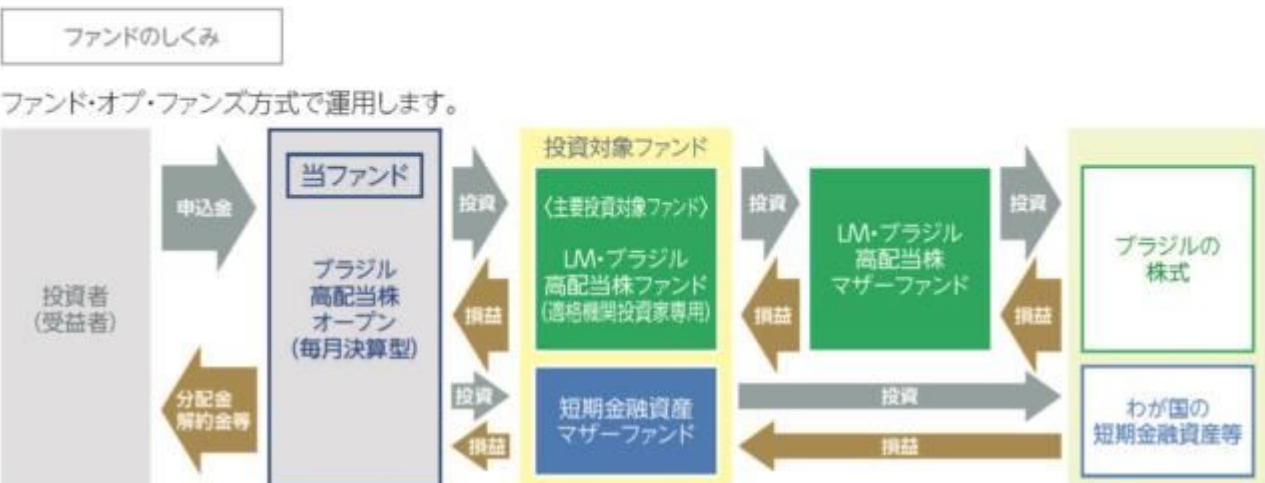 ファンドのしくみ
ファンド・オブ・ファンズ方式で運用します。
投資者
(受益者)
申込金
分配金
解約金等
当ファンド
ブラジル
高配当株
オープン
(毎月決算型)
投資
損益
投資
損益
投資対象ファンド
〈主要投資対象ファンド〉
LM・ブラジル
高配当株ファンド
(適格機関投資家専用)
短期金融資産
マザーファンド
投資
損益
LM・ブラジル
高配当株
マザーファンド
投資
損益
投資
損益
ブラジルの
株式
わが国の
短期金融資産等